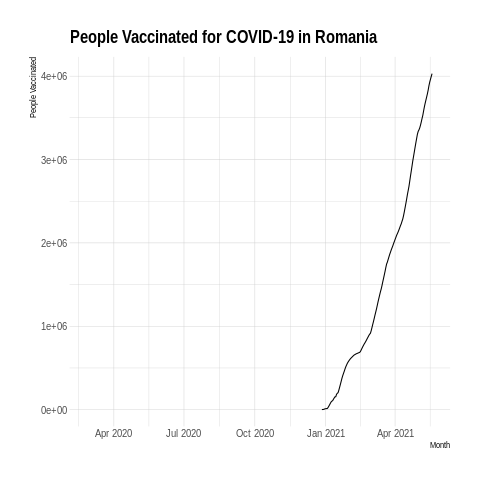 People Vaccinated for COVID-19 in Romania
People Vaccinated
4e+06
3e+06
2e+06
1e+06
0e+00
Apr 2020 Jul 2020 Oct 2020 Jan 2021 Apr 2021
Month